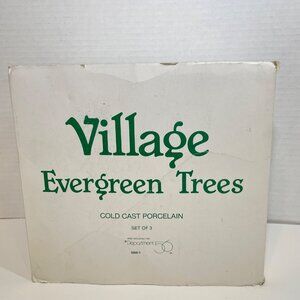 Village
Evergreen Trees
COLD CAST PORCELAIN
SET OF 3
Department 56